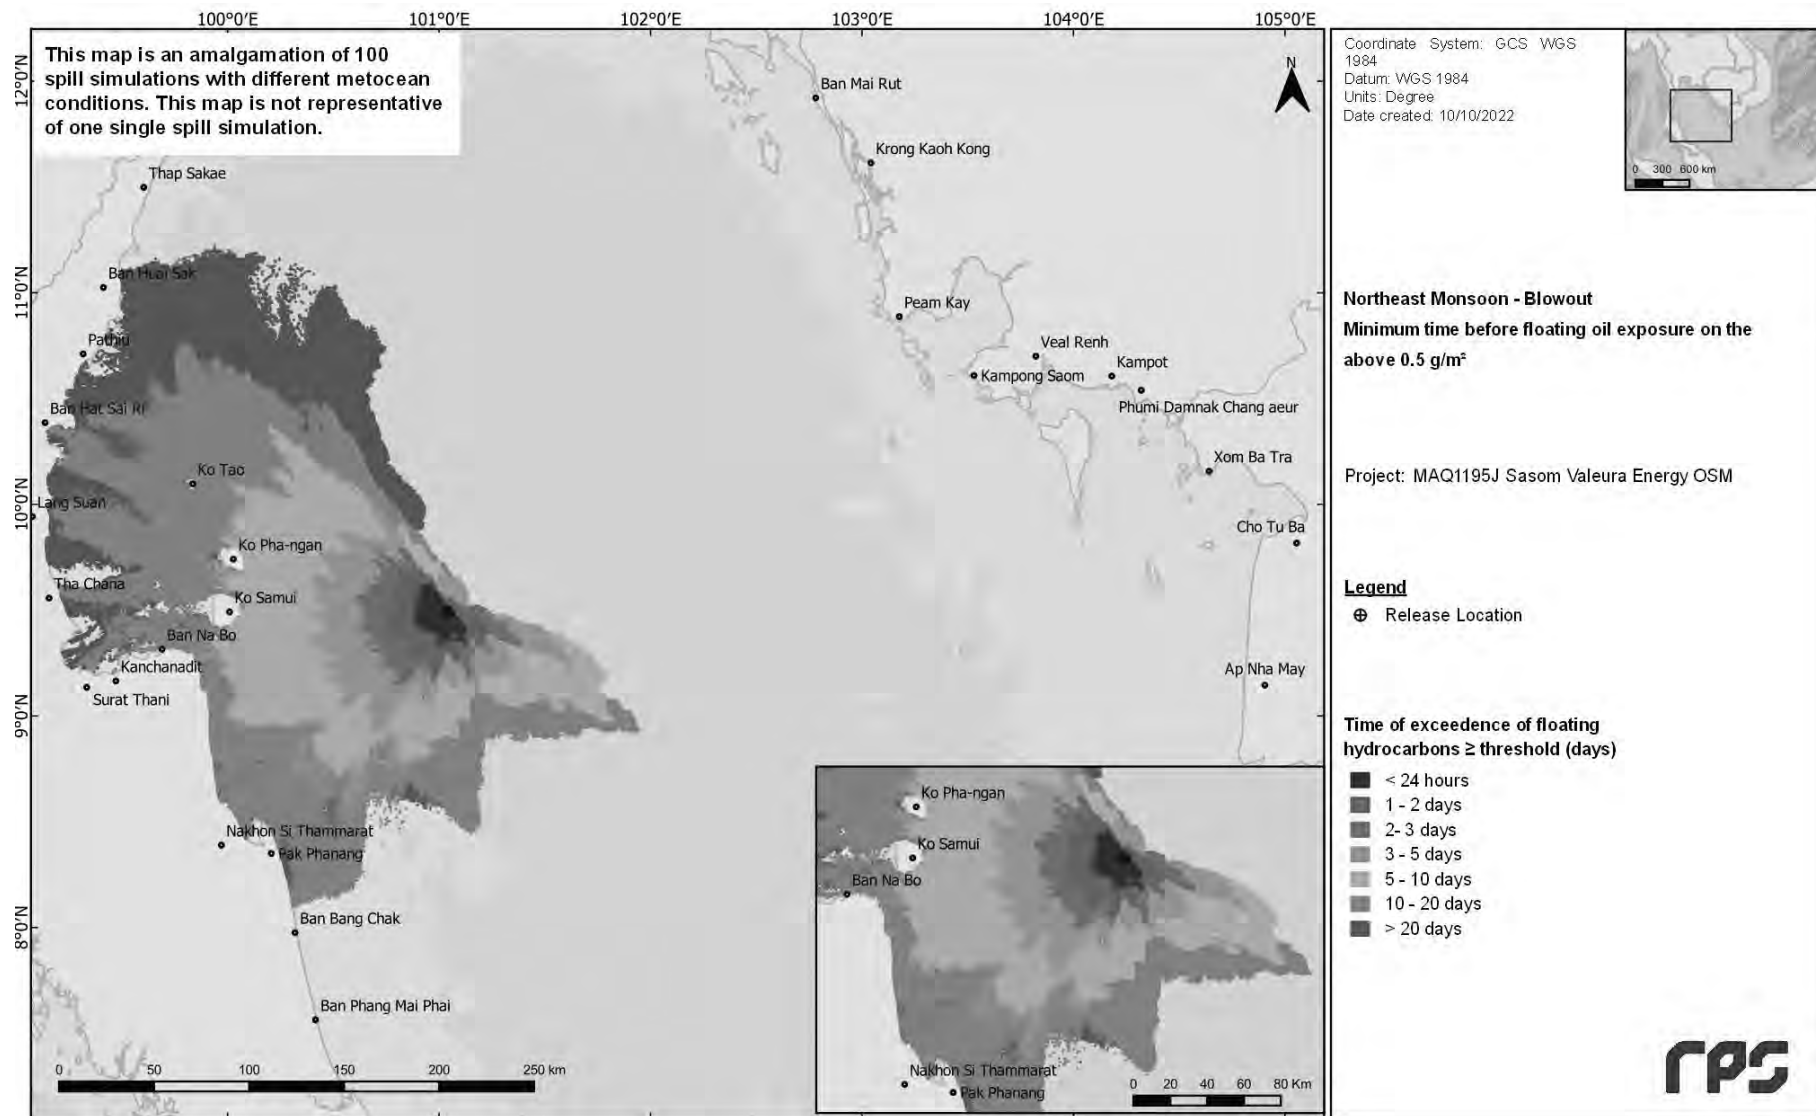 100°0'E
101°0'E
102°0'E
103°0'E
104°0'E
105°0'E
12°0'N
11°0'N
10°0'N
9°0'N
8°0'N
This map is an amalgamation of 100
spill simulations with different metocean
conditions. This map is not representative
of one single spill simulation.
N
Ban Mai Rut
Krong Kaoh Kong
Thap Sakae
Ban Huai Sak
Peam Kay
Pathiu
Veal Renh
Kampot
Kampong Saom
Phumi Damnak Chang aeur
Ban Hat Sai Ri
Xom Ba Tra
Ko Tao
Lang Suan
Cho Tu Ba
Ko Pha-ngan
Tha Chana
Ko Samui
Ban Na Bo
Kanchanadit
Surat Thani
Ap Nha May
Nakhon Si Thammarat
Pak Phanang
Ban Bang Chak
Ban Phang Mai Phai
0 50 100 150 200 250 km
Ko Pha-ngan
Ko Samui
Ban Na Bo
Nakhon Si Thammarat
Pak Phanang
0 20 40 60 80 Km
Coordinate System: GCS WGS
1984
Datum: WGS 1984
Units: Degree
Date created: 10/10/2022
0 300 600 km
Northeast Monsoon - Blowout
Minimum time before floating oil exposure on the
above 0.5 g/m²
Project: MAQ1195J Sasom Valeura Energy OSM
Legend
Release Location
Time of exceedence of floating
hydrocarbons ≥ threshold (days)
< 24 hours
1 - 2 days
2- 3 days
3 - 5 days
5 - 10 days
10 - 20 days
> 20 days
rps